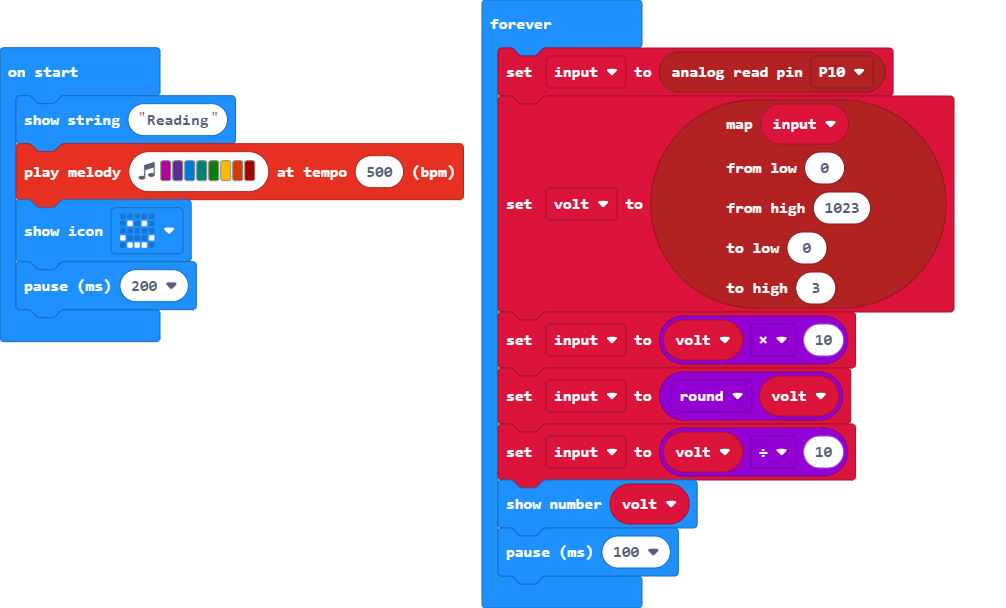 on start
show string "Reading"
play melody at tempo 500 (bpm)
show icon
pause (ms) 200
forever
set input to analog read pin P10
set volt to
map input
from low 0
from high 1023
to low 0
to high 3
set input to volt × 10
set input to round volt
set input to volt ÷ 10
show number volt
pause (ms) 100